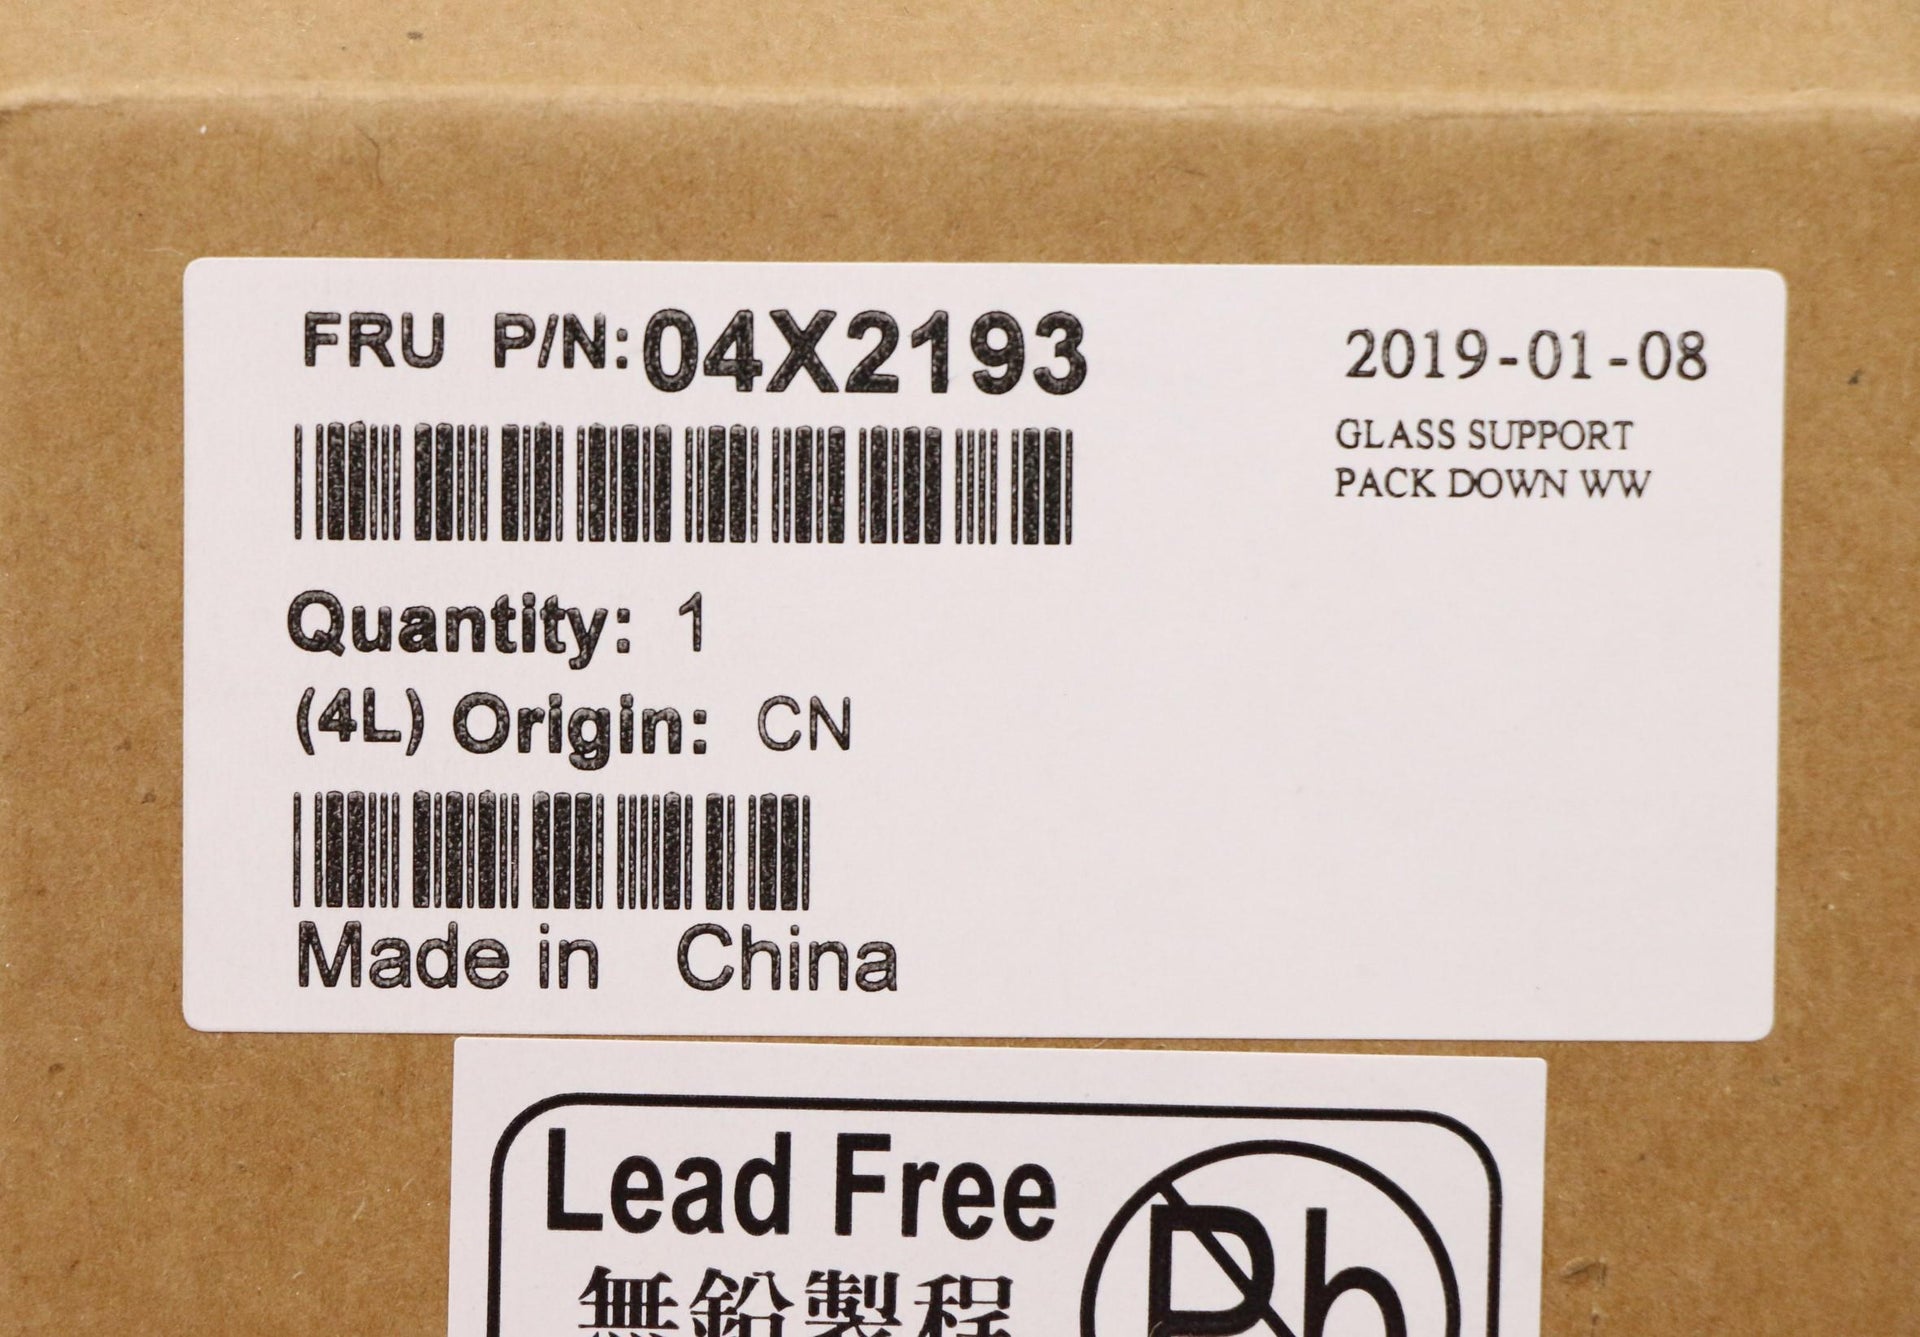 FRU P/N:04X2193
2019-01-08
GLASS SUPPORT
PACK DOWN WW
Quantity: 1
(4L) Origin: CN
Made in China
Lead Free
無鉛製程
Pb